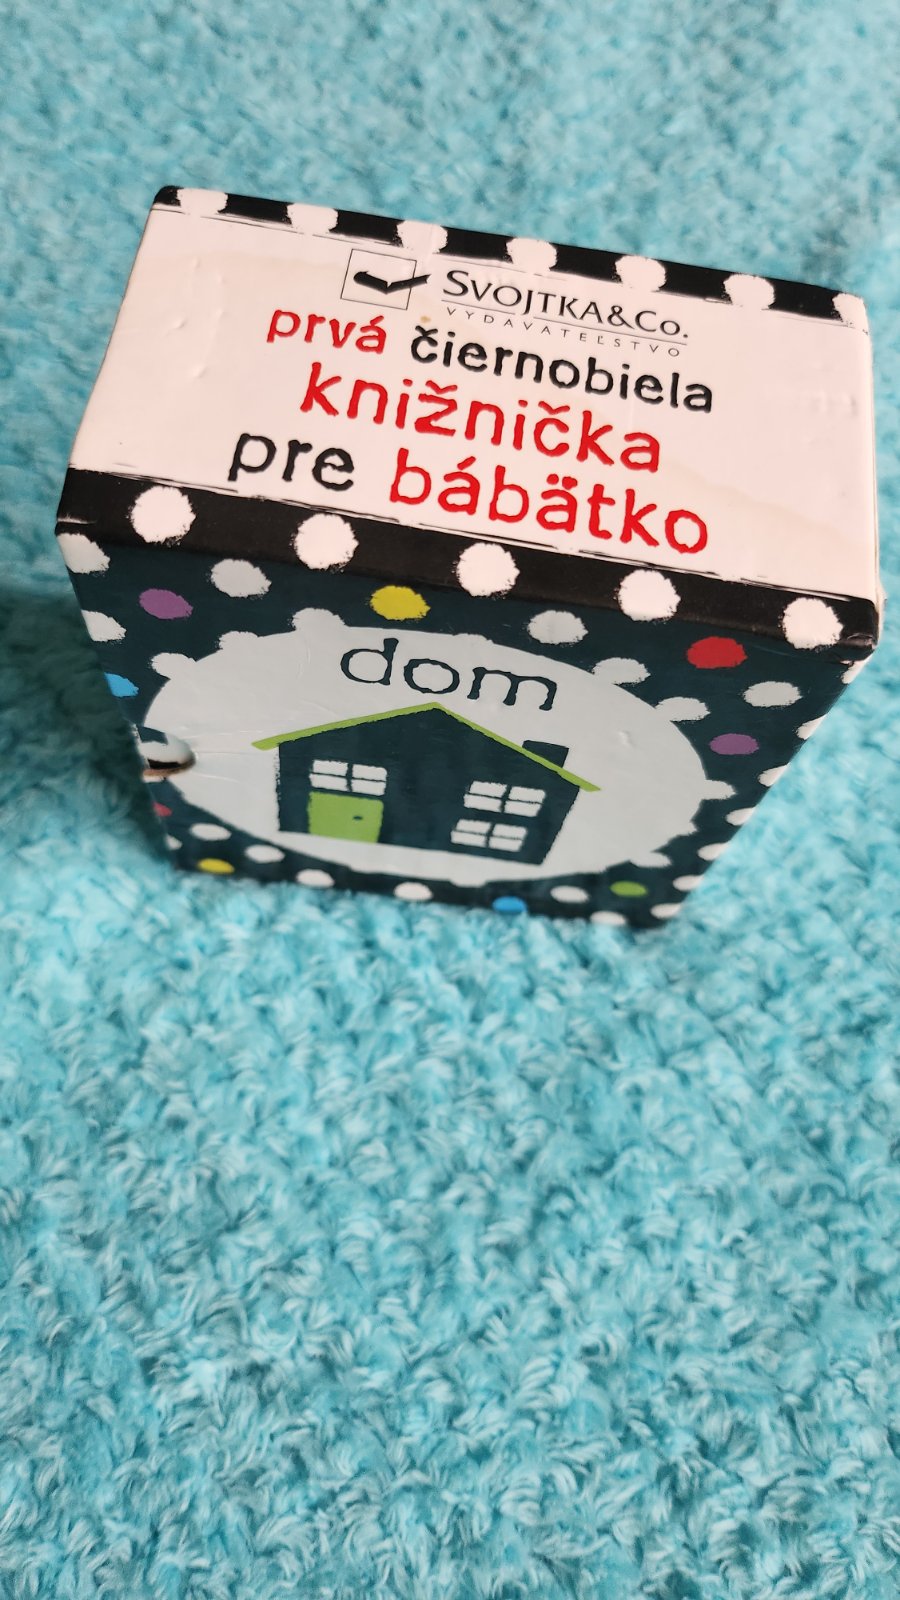 SVOJTKA&CO.
VYDAVATEĽSTVO
prvá čiernobiela
knižnička
pre bábätko
dom